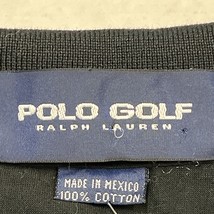 POLO GOLF
RALPH LAUREN
MADE IN MEXICO
100% COTTON